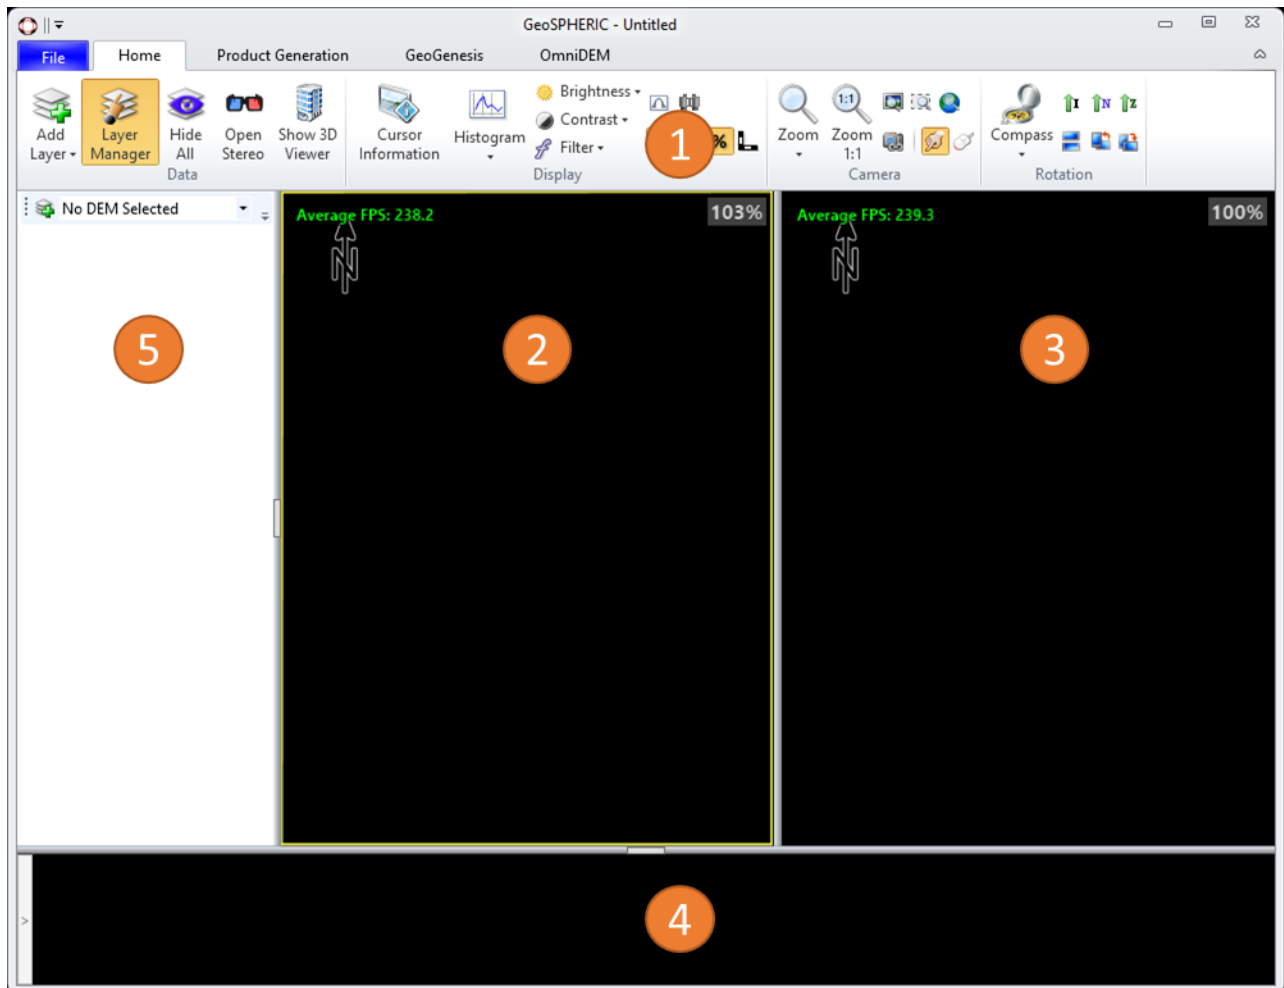 GeoSPHERIC - Untitled
File Home Product Generation GeoGenesis OmniDEM
Add Layer
Layer Manager
Hide All
Open Stereo
Show 3D Viewer
Data
Cursor Information
Histogram
Brightness
Contrast
Filter
1
%
Display
Zoom
1:1
Zoom 1:1
Camera
Compass
I N Z
Rotation
No DEM Selected
Average FPS: 238.2
103%
N
Average FPS: 239.3
100%
N
5
2
3
>
4